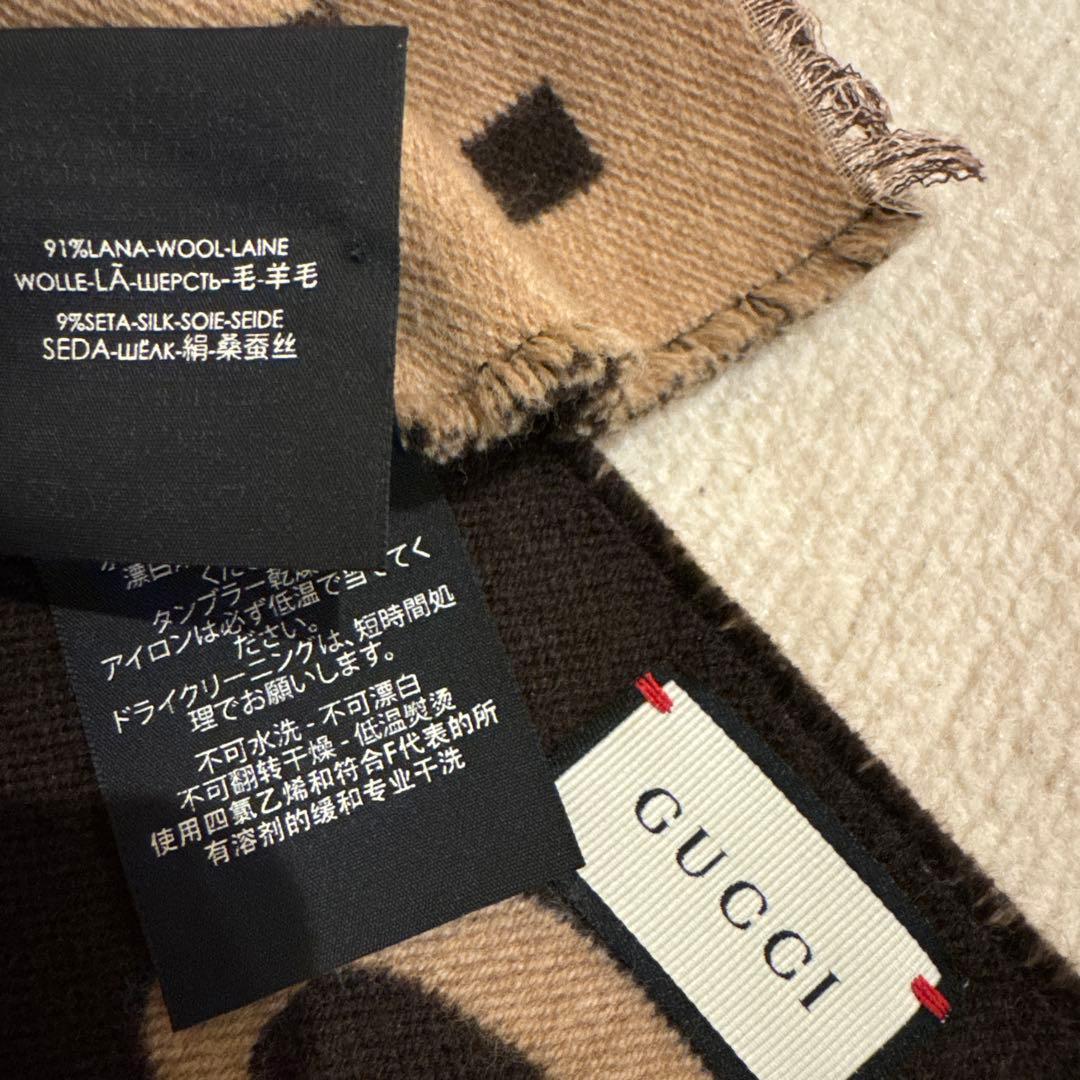 91%LANA-WOOL-LAINE
WOLLE-LÃ-ШЕРСТЬ-毛-羊毛
9%SETA-SILK-SOIE-SEIDE
SEDA-ШЁЛК-絹-桑蚕丝
タンブラー乾燥
アイロンは必ず低温で当ててく
ださい。
ドライクリーニングは、短時間処
理でお願いします。
不可水洗 - 不可漂白
不可翻转干燥 - 低温熨烫
使用四氯乙烯和符合F代表的所
有溶剂的缓和专业干洗
GUCCI